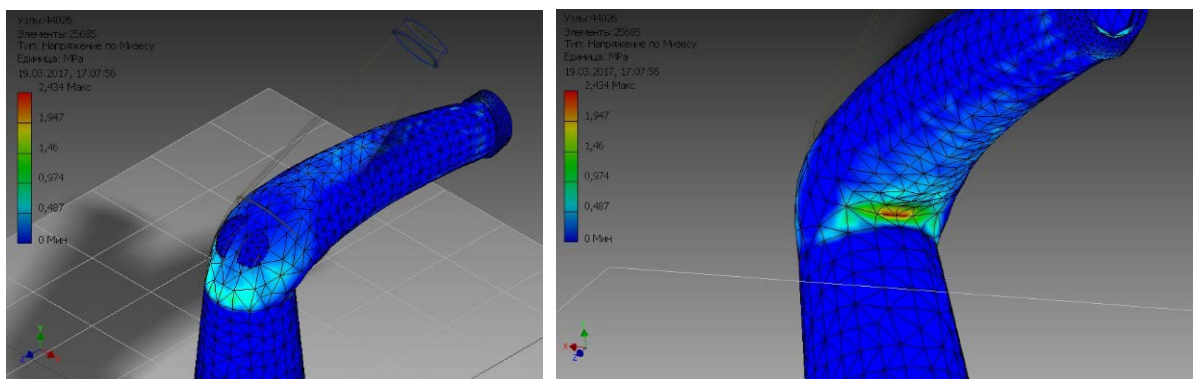 Узлы:44026
Элементы:25685
Тип: Напряжение по Мизесу
Единица: MPa
19.03.2017, 17:07:56
2,434 Макс
1,947
1,46
0,974
0,487
0 Мин
Узлы:44026
Элементы:25685
Тип: Напряжение по Мизесу
Единица: MPa
19.03.2017, 17:07:56
2,434 Макс
1,947
1,46
0,974
0,487
0 Мин